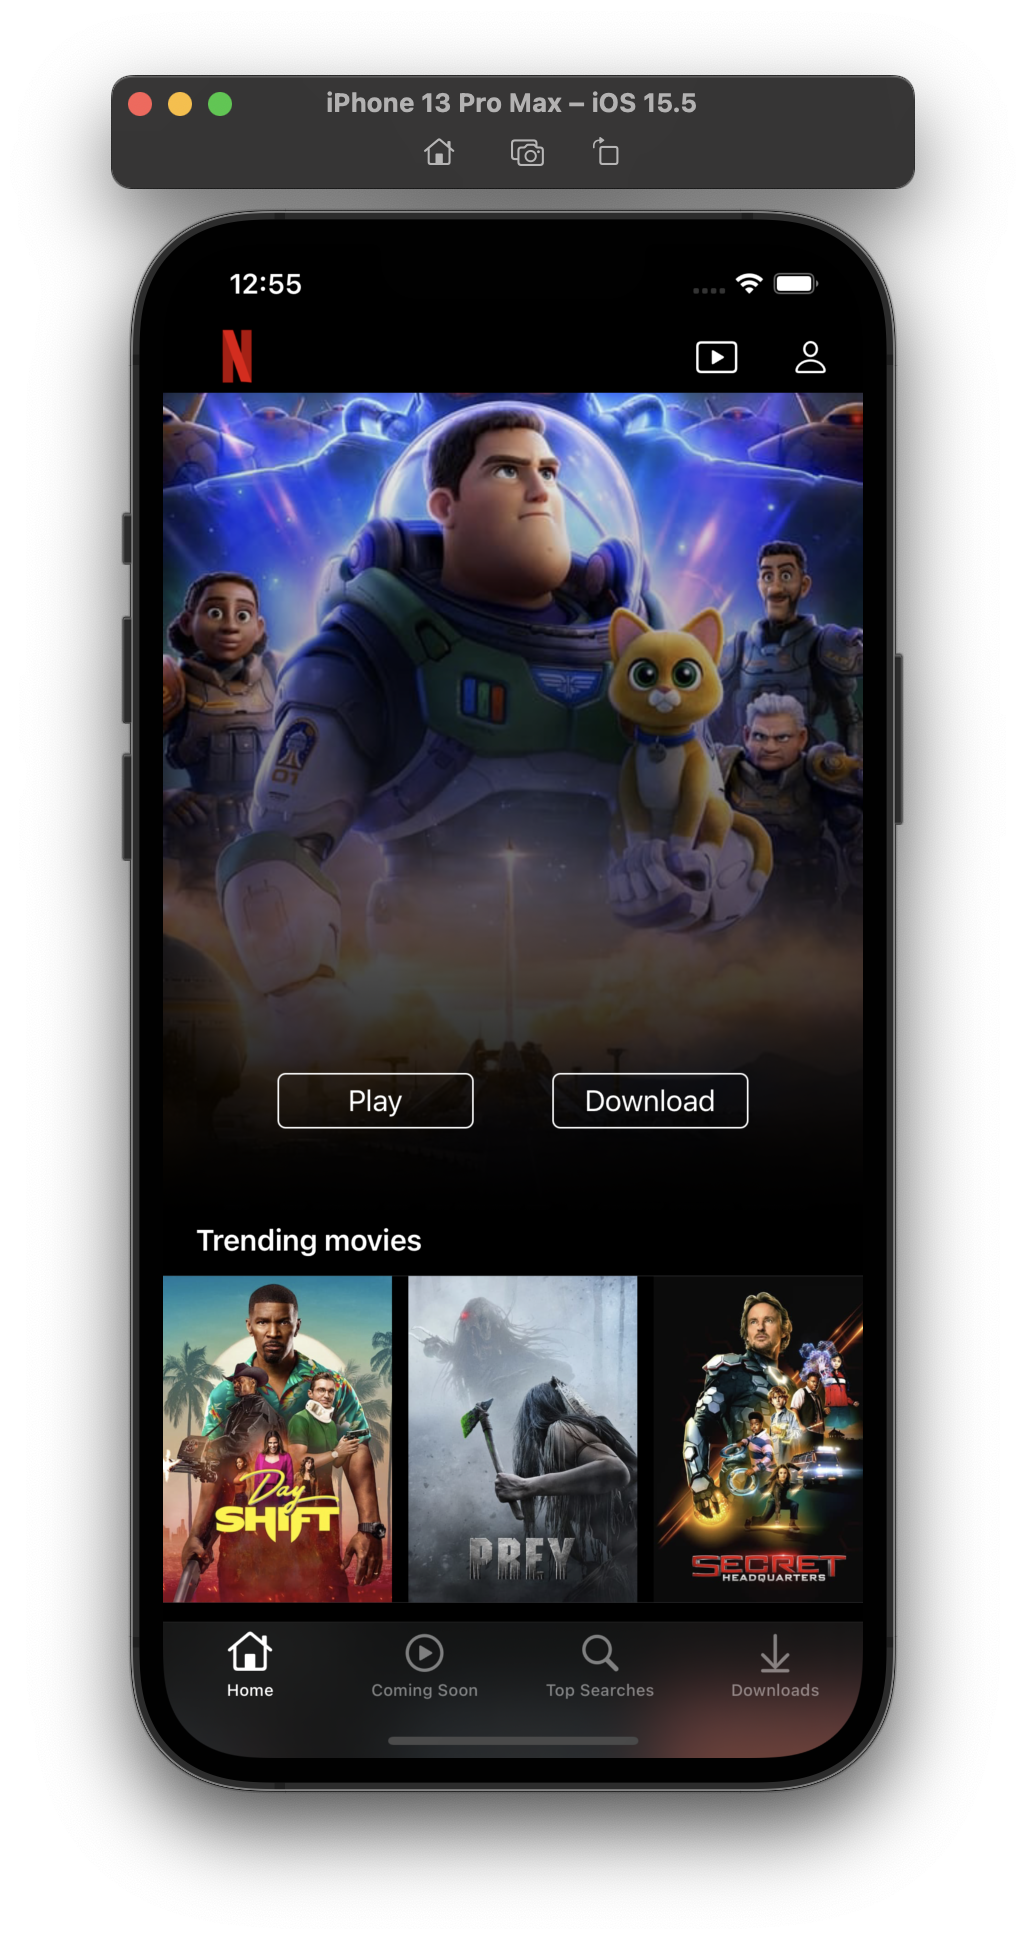 iPhone 13 Pro Max – iOS 15.5
12:55
N
01
Play
Download
Trending movies
Day
SHIFT
PREY
SECRET
HEADQUARTERS
Home
Coming Soon
Top Searches
Downloads